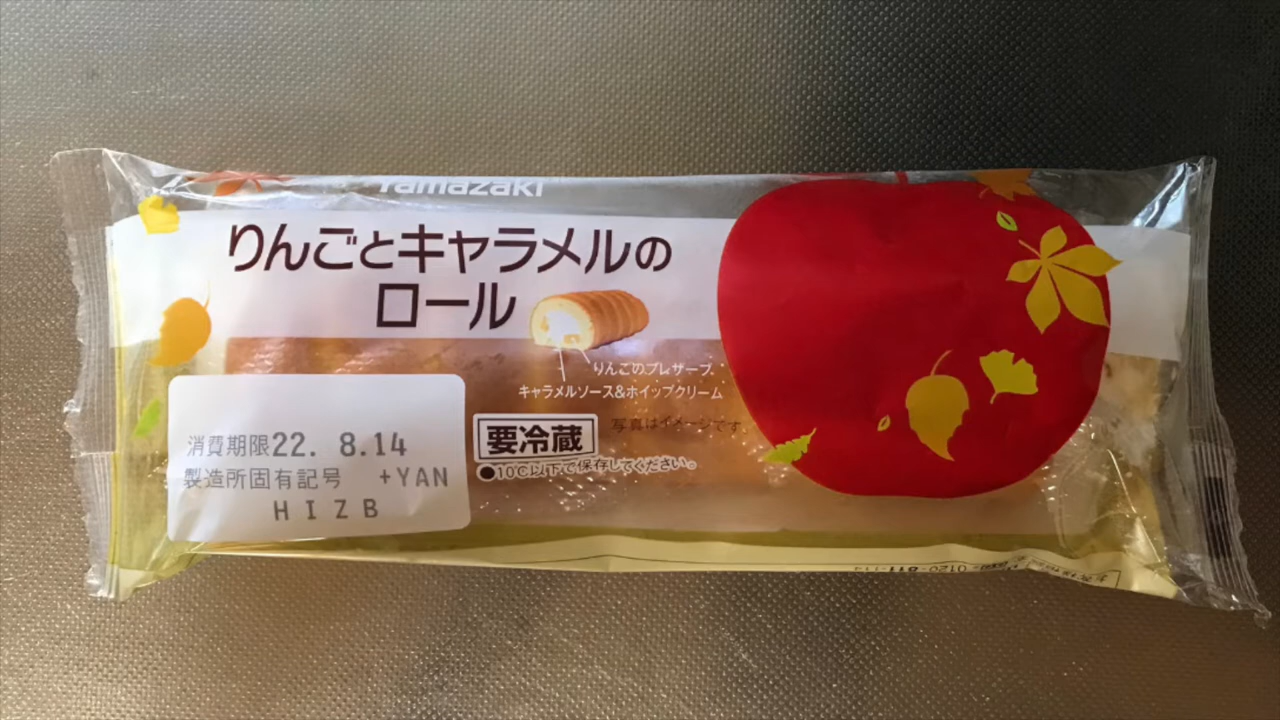 Yamazaki
りんごとキャラメルの
ロール
りんごのプレザーブ、
キャラメルソース&ホイップクリーム
写真はイメージです。
要冷蔵
●10℃以下で保存してください。
消費期限22. 8.14
製造所固有記号 +YAN
HIZB
0120-811-114